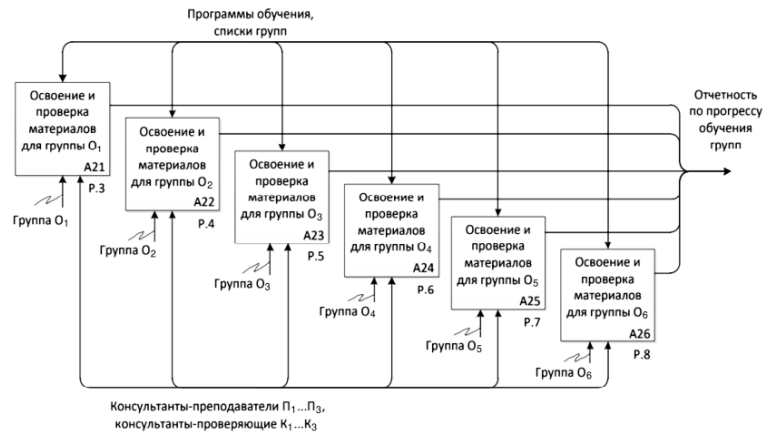 Программы обучения,
списки групп
Освоение и
проверка
материалов
для группы О₁
А21
Р.3
Группа О₁
Освоение и
проверка
материалов
для группы О₂
А22
Р.4
Группа О₂
Освоение и
проверка
материалов
для группы О₃
А23
Р.5
Группа О₃
Освоение и
проверка
материалов
для группы О₄
А24
Р.6
Группа О₄
Освоение и
проверка
материалов
для группы О₅
А25
Р.7
Группа О₅
Освоение и
проверка
материалов
для группы О₆
А26
Р.8
Группа О₆
Отчетность
по прогрессу
обучения
групп
Консультанты-преподаватели П₁...П₃,
консультанты-проверяющие К₁...К₃